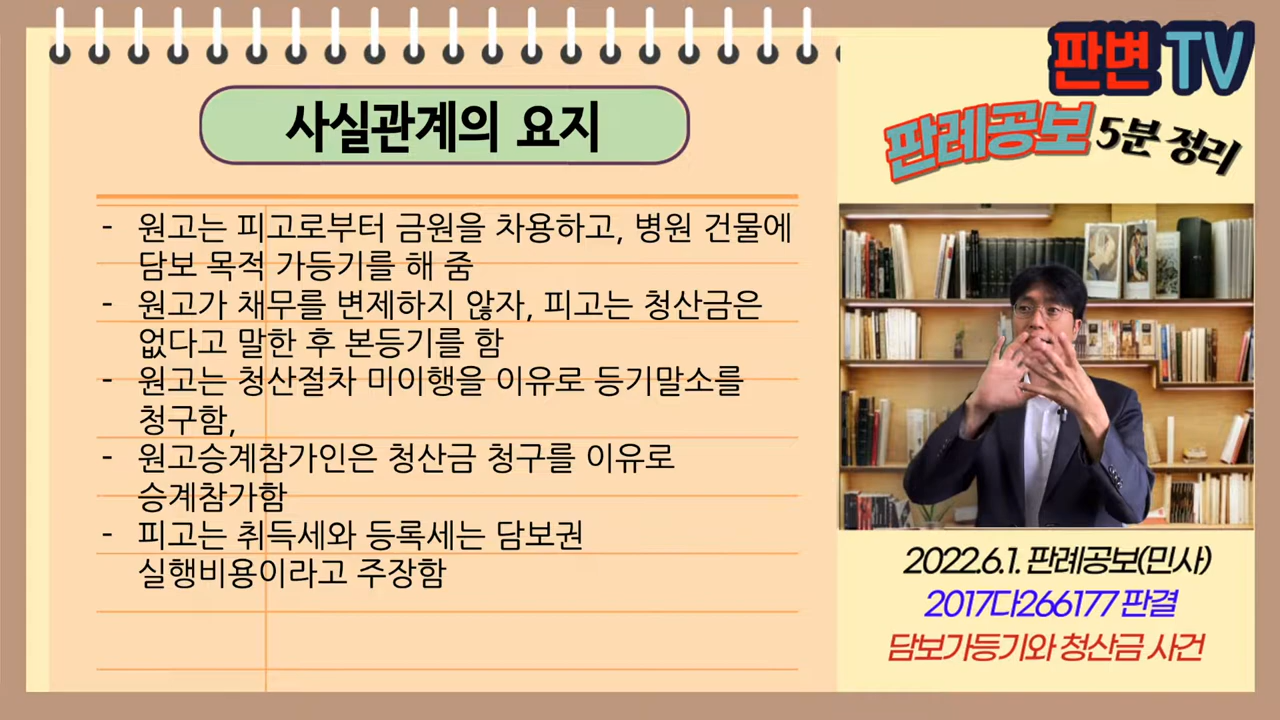 사실관계의 요지
- 원고는 피고로부터 금원을 차용하고, 병원 건물에
담보 목적 가등기를 해 줌
- 원고가 채무를 변제하지 않자, 피고는 청산금은
없다고 말한 후 본등기를 함
- 원고는 청산절차 미이행을 이유로 등기말소를
청구함,
- 원고승계참가인은 청산금 청구를 이유로
승계참가함
- 피고는 취득세와 등록세는 담보권
실행비용이라고 주장함
판변 TV
판례공보 5분 정리
2022.6.1. 판례공보(민사)
2017다266177 판결
담보가등기와 청산금 사건